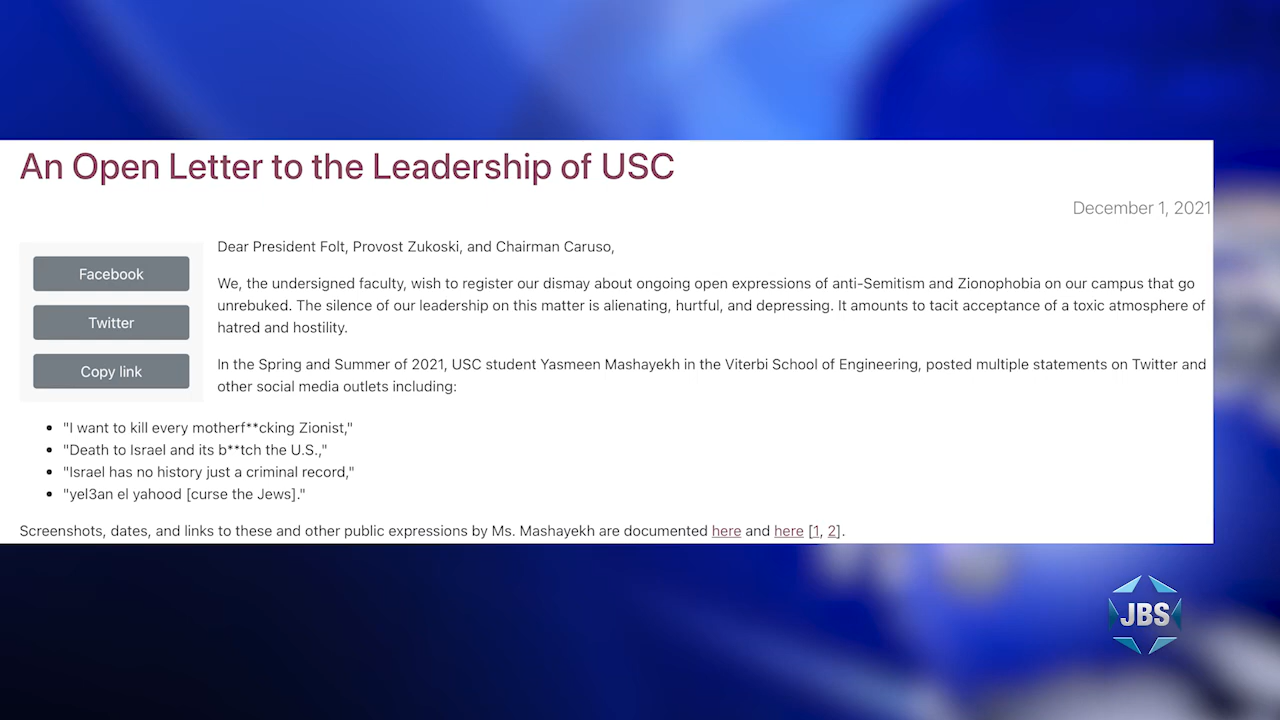 An Open Letter to the Leadership of USC
December 1, 2021
Facebook
Twitter
Copy link
Dear President Folt, Provost Zukoski, and Chairman Caruso,
We, the undersigned faculty, wish to register our dismay about ongoing open expressions of anti-Semitism and Zionophobia on our campus that go
unrebuked. The silence of our leadership on this matter is alienating, hurtful, and depressing. It amounts to tacit acceptance of a toxic atmosphere of
hatred and hostility.
In the Spring and Summer of 2021, USC student Yasmeen Mashayekh in the Viterbi School of Engineering, posted multiple statements on Twitter and
other social media outlets including:
• "I want to kill every motherf**cking Zionist,"
• "Death to Israel and its b**tch the U.S.,"
• "Israel has no history just a criminal record,"
• "yel3an el yahood [curse the Jews]."
Screenshots, dates, and links to these and other public expressions by Ms. Mashayekh are documented here and here [1, 2].
JBS